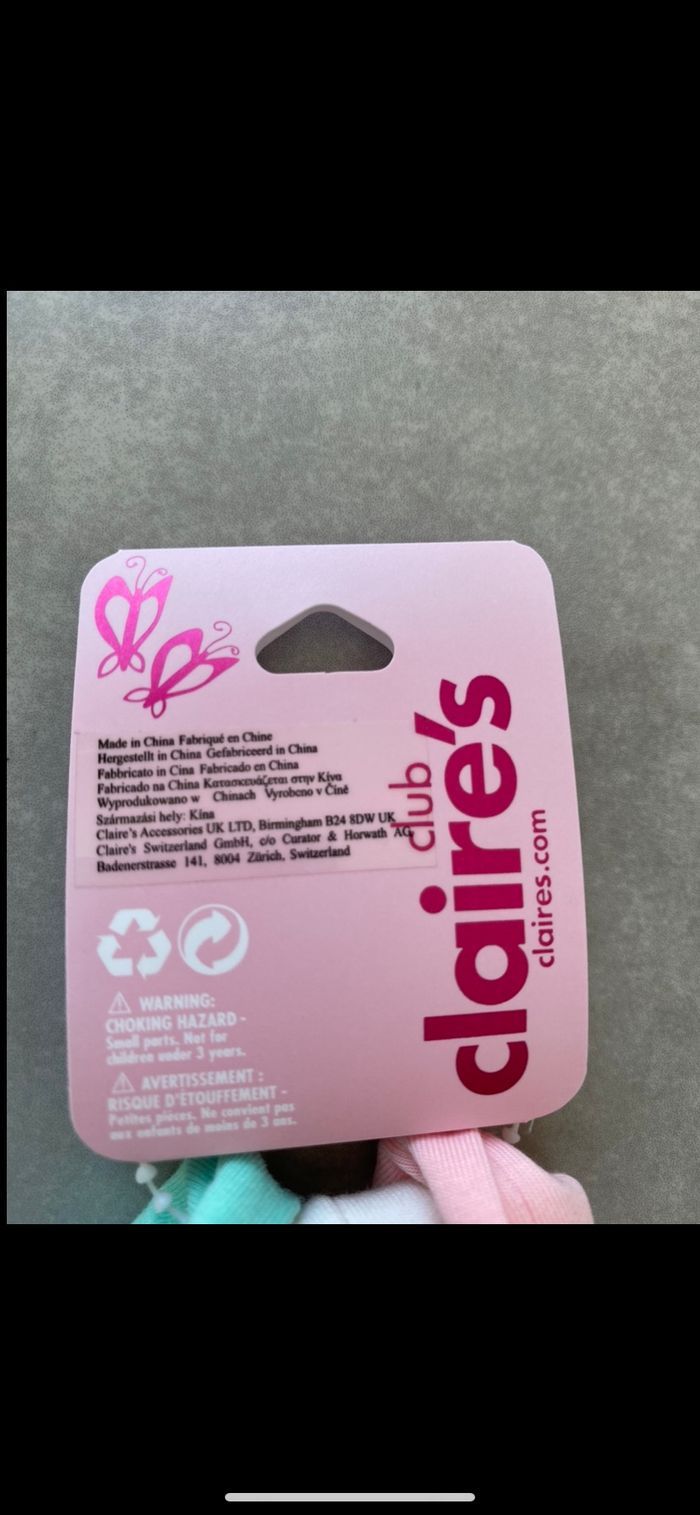 Made in China Fabriqué en Chine
Hergestellt in China Gefabriceerd in China
Fabbricato in Cina Fabricado en China
Fabricado na China Κατασκευάζεται στην Κίνα
Wyprodukowano w Chinach Vyrobeno v Číně
Származási hely: Kína
Claire's Accessories UK LTD, Birmingham B24 8DW UK
Claire's Switzerland GmbH, c/o Curator & Horwath AG,
Badenerstrasse 141, 8004 Zürich, Switzerland
club
claire's
claires.com
WARNING:
CHOKING HAZARD -
Small parts. Not for
children under 3 years.
AVERTISSEMENT :
RISQUE D'ÉTOUFFEMENT -
Petites pièces. Ne convient pas
aux enfants de moins de 3 ans.